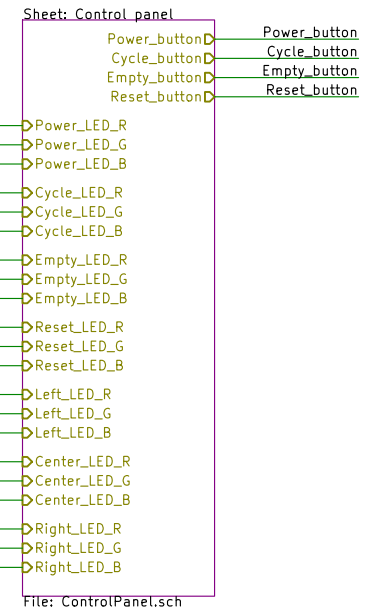 Sheet: Control panel
Power_button Power_button
Cycle_button Cycle_button
Empty_button Empty_button
Reset_button Reset_button
Power_LED_R
Power_LED_G
Power_LED_B
Cycle_LED_R
Cycle_LED_G
Cycle_LED_B
Empty_LED_R
Empty_LED_G
Empty_LED_B
Reset_LED_R
Reset_LED_G
Reset_LED_B
Left_LED_R
Left_LED_G
Left_LED_B
Center_LED_R
Center_LED_G
Center_LED_B
Right_LED_R
Right_LED_G
Right_LED_B
File: ControlPanel.sch